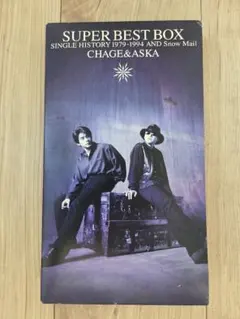 SUPER BEST BOX
SINGLE HISTORY 1979-1994 AND Snow Mail
CHAGE&ASKA